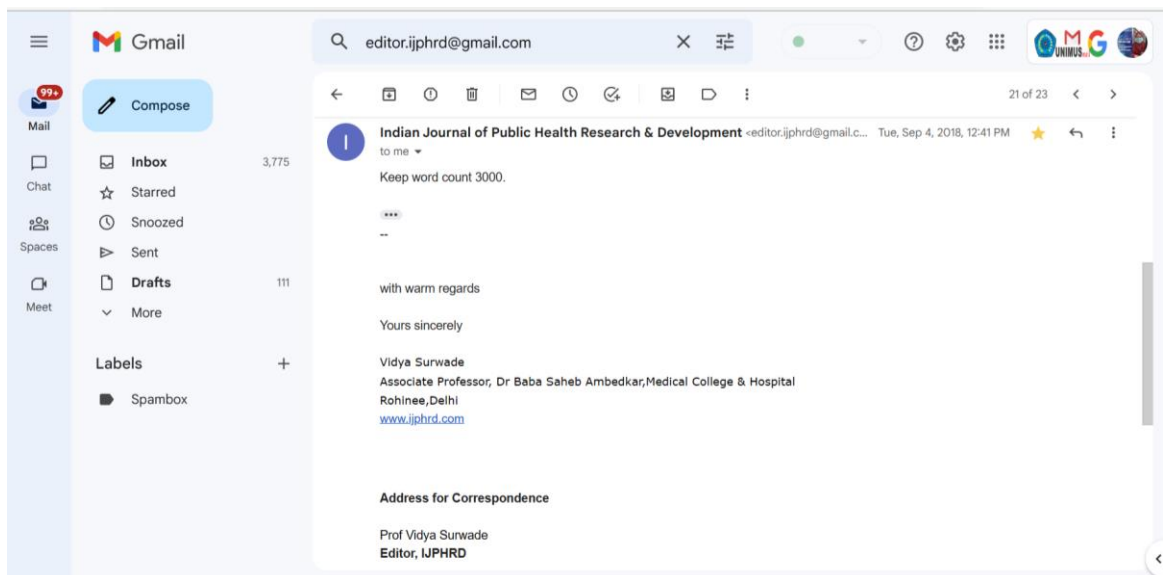 Gmail
editor.ijphrd@gmail.com
UNIMUS
M G
99+
Mail
Compose
21 of 23
Indian Journal of Public Health Research & Development <editor.ijphrd@gmail.c... Tue, Sep 4, 2018, 12:41 PM
I
to me
Chat
Inbox 3,775
Keep word count 3000.
Starred
Snoozed
...
Spaces
--
Sent
Drafts 111
with warm regards
Meet
More
Yours sincerely
Labels
Vidya Surwade
Associate Professor, Dr Baba Saheb Ambedkar,Medical College & Hospital
Spambox
Rohinee,Delhi
www.ijphrd.com
Address for Correspondence
Prof Vidya Surwade
Editor, IJPHRD